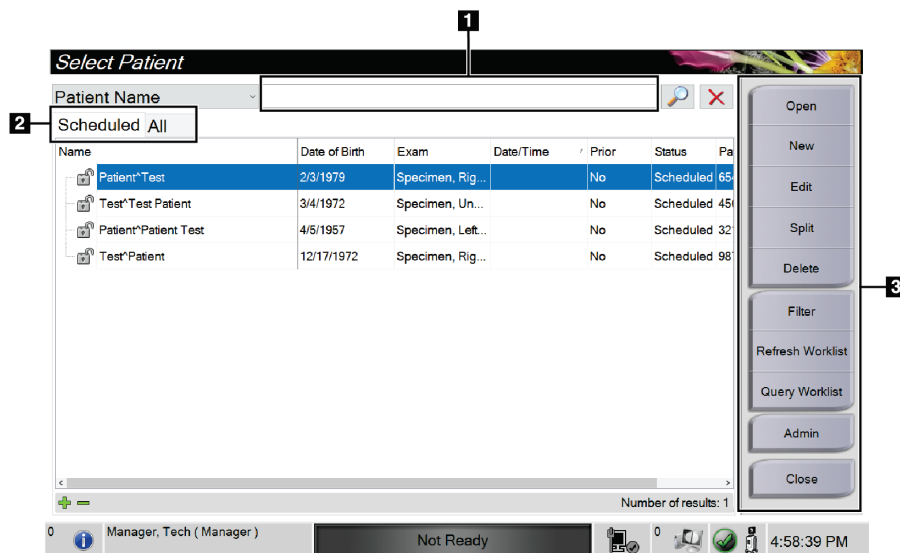 1
Select Patient
Patient Name
2
Scheduled All
Name Date of Birth Exam Date/Time Prior Status Pa
Patient^Test 2/3/1979 Specimen, Rig... No Scheduled 654
Test^Test Patient 3/4/1972 Specimen, Un... No Scheduled 450
Patient^Patient Test 4/5/1957 Specimen, Left... No Scheduled 32
Test^Patient 12/17/1972 Specimen, Rig... No Scheduled 987
Open
New
Edit
Split
Delete
3
Filter
Refresh Worklist
Query Worklist
Admin
Close
Number of results: 1
0 Manager, Tech ( Manager ) Not Ready 0 4:58:39 PM